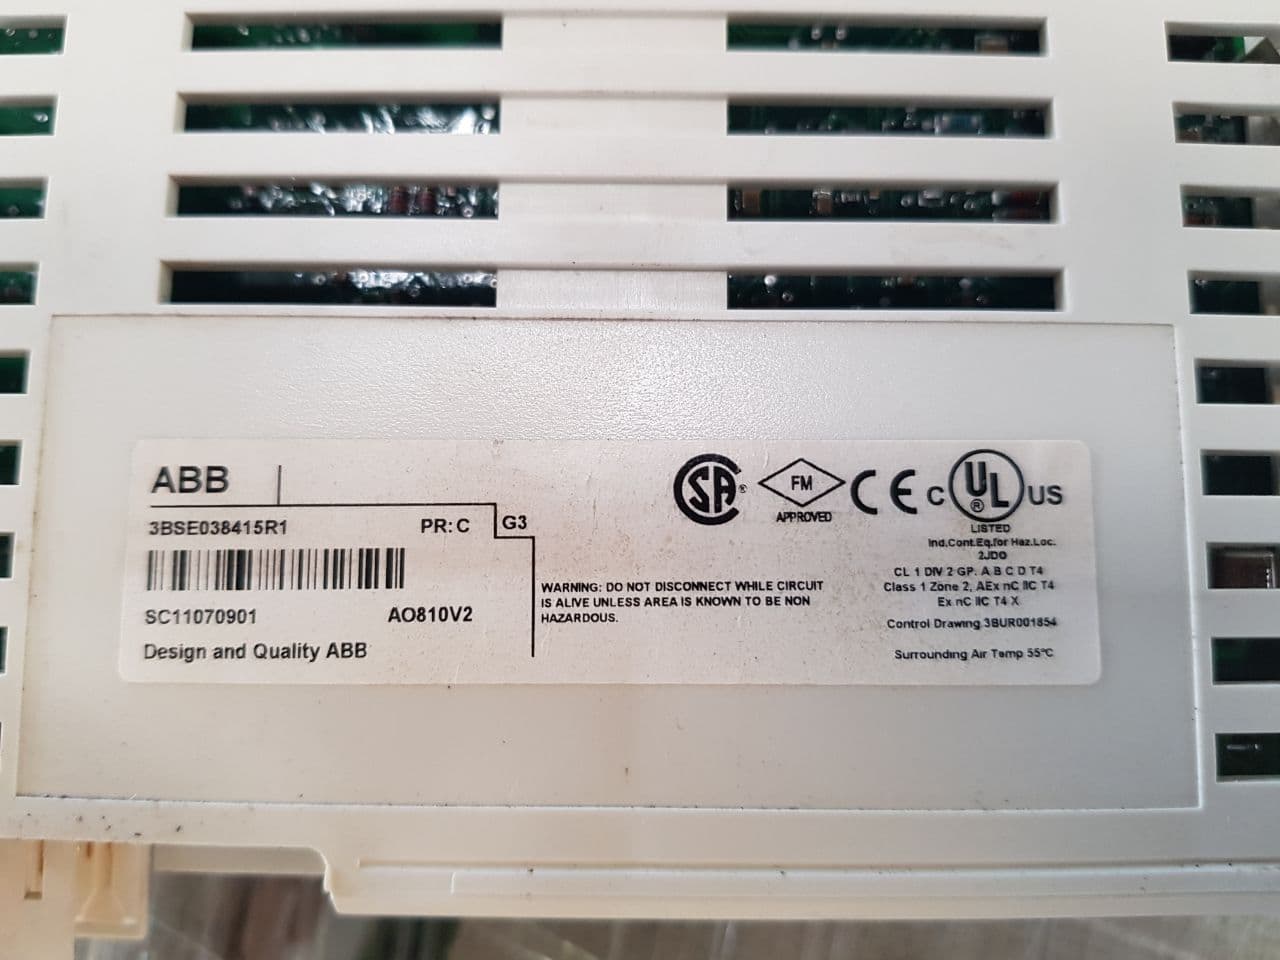 ABB
3BSE038415R1 PR: C G3
SC11070901 AO810V2
Design and Quality ABB
WARNING: DO NOT DISCONNECT WHILE CIRCUIT
IS ALIVE UNLESS AREA IS KNOWN TO BE NON
HAZARDOUS.
SA ® FM CE C UL ® US
APPROVED
LISTED
Ind.Cont.Eq.for Haz.Loc.
2JD0
CL 1 DIV 2 GP. A B C D T4
Class 1 Zone 2, AEx nC IIC T4
Ex nC IIC T4 X
Control Drawing 3BUR001854
Surrounding Air Temp 55°C